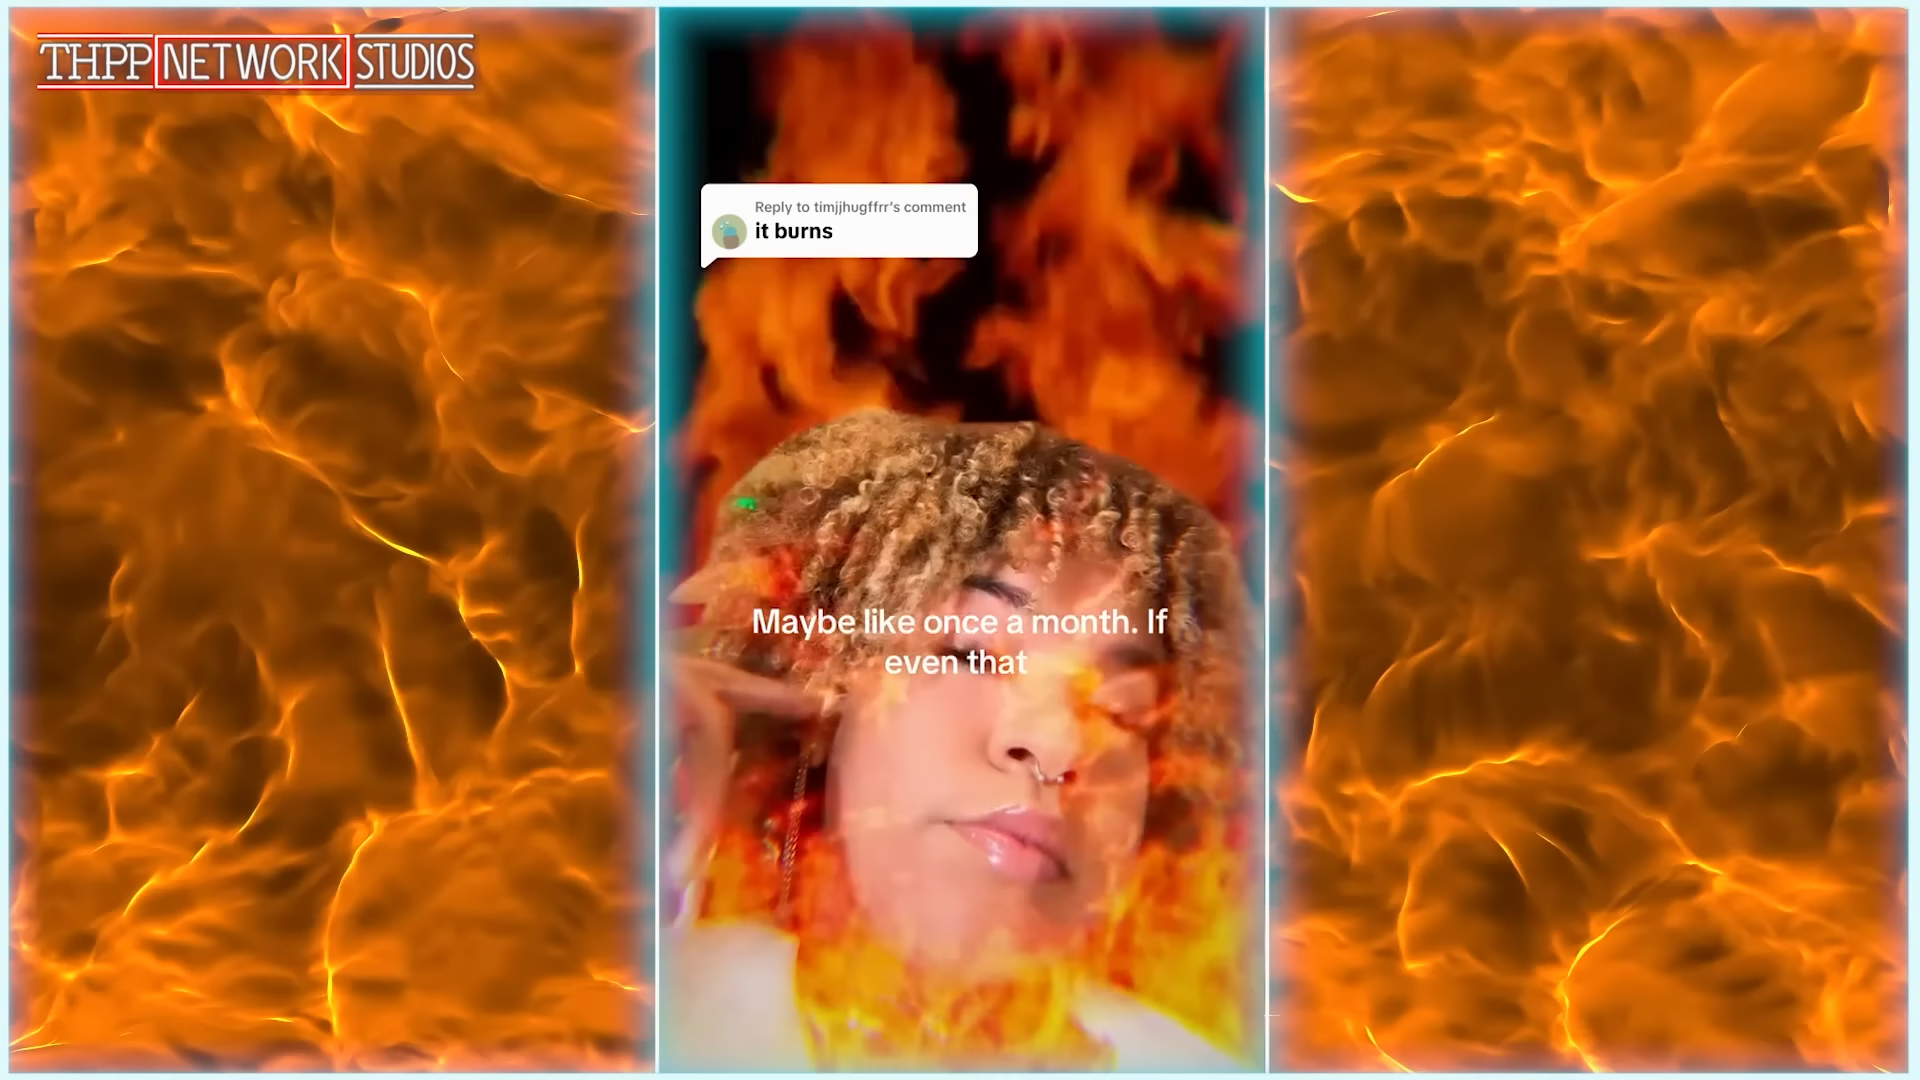 THPP NETWORK STUDIOS
Reply to timjjhugffrr's comment
it burns
Maybe like once a month. If
even that